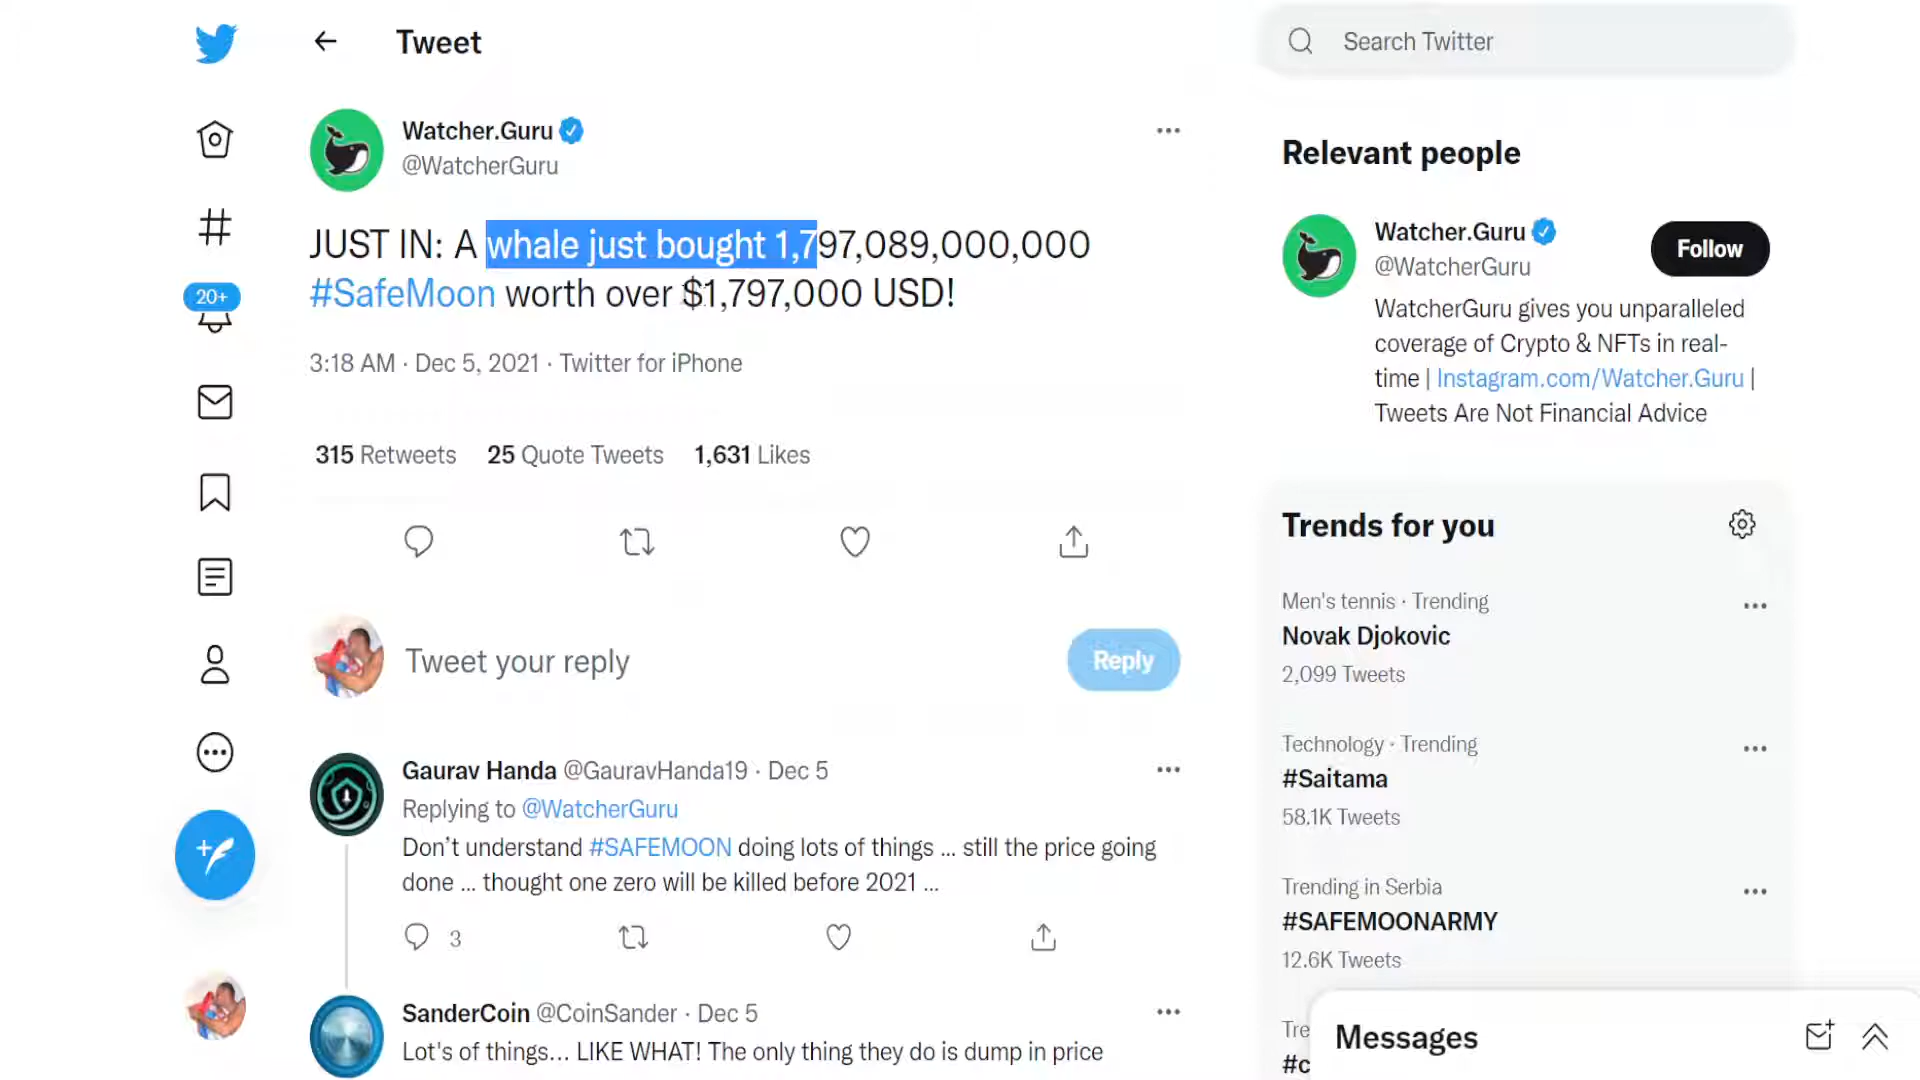 Tweet
Search Twitter
Watcher.Guru
@WatcherGuru
JUST IN: A whale just bought 1,797,089,000,000
#SafeMoon worth over $1,797,000 USD!
3:18 AM · Dec 5, 2021 · Twitter for iPhone
315 Retweets 25 Quote Tweets 1,631 Likes
Tweet your reply
Reply
Gaurav Handa @GauravHanda19 · Dec 5
Replying to @WatcherGuru
Don’t understand #SAFEMOON doing lots of things ... still the price going
done ... thought one zero will be killed before 2021 ...
3
SanderCoin @CoinSander · Dec 5
Lot's of things... LIKE WHAT! The only thing they do is dump in price
20+
Relevant people
Watcher.Guru
@WatcherGuru
Follow
WatcherGuru gives you unparalleled
coverage of Crypto & NFTs in real-
time | Instagram.com/Watcher.Guru |
Tweets Are Not Financial Advice
Trends for you
Men's tennis · Trending
Novak Djokovic
2,099 Tweets
Technology · Trending
#Saitama
58.1K Tweets
Trending in Serbia
#SAFEMOONARMY
12.6K Tweets
Messages